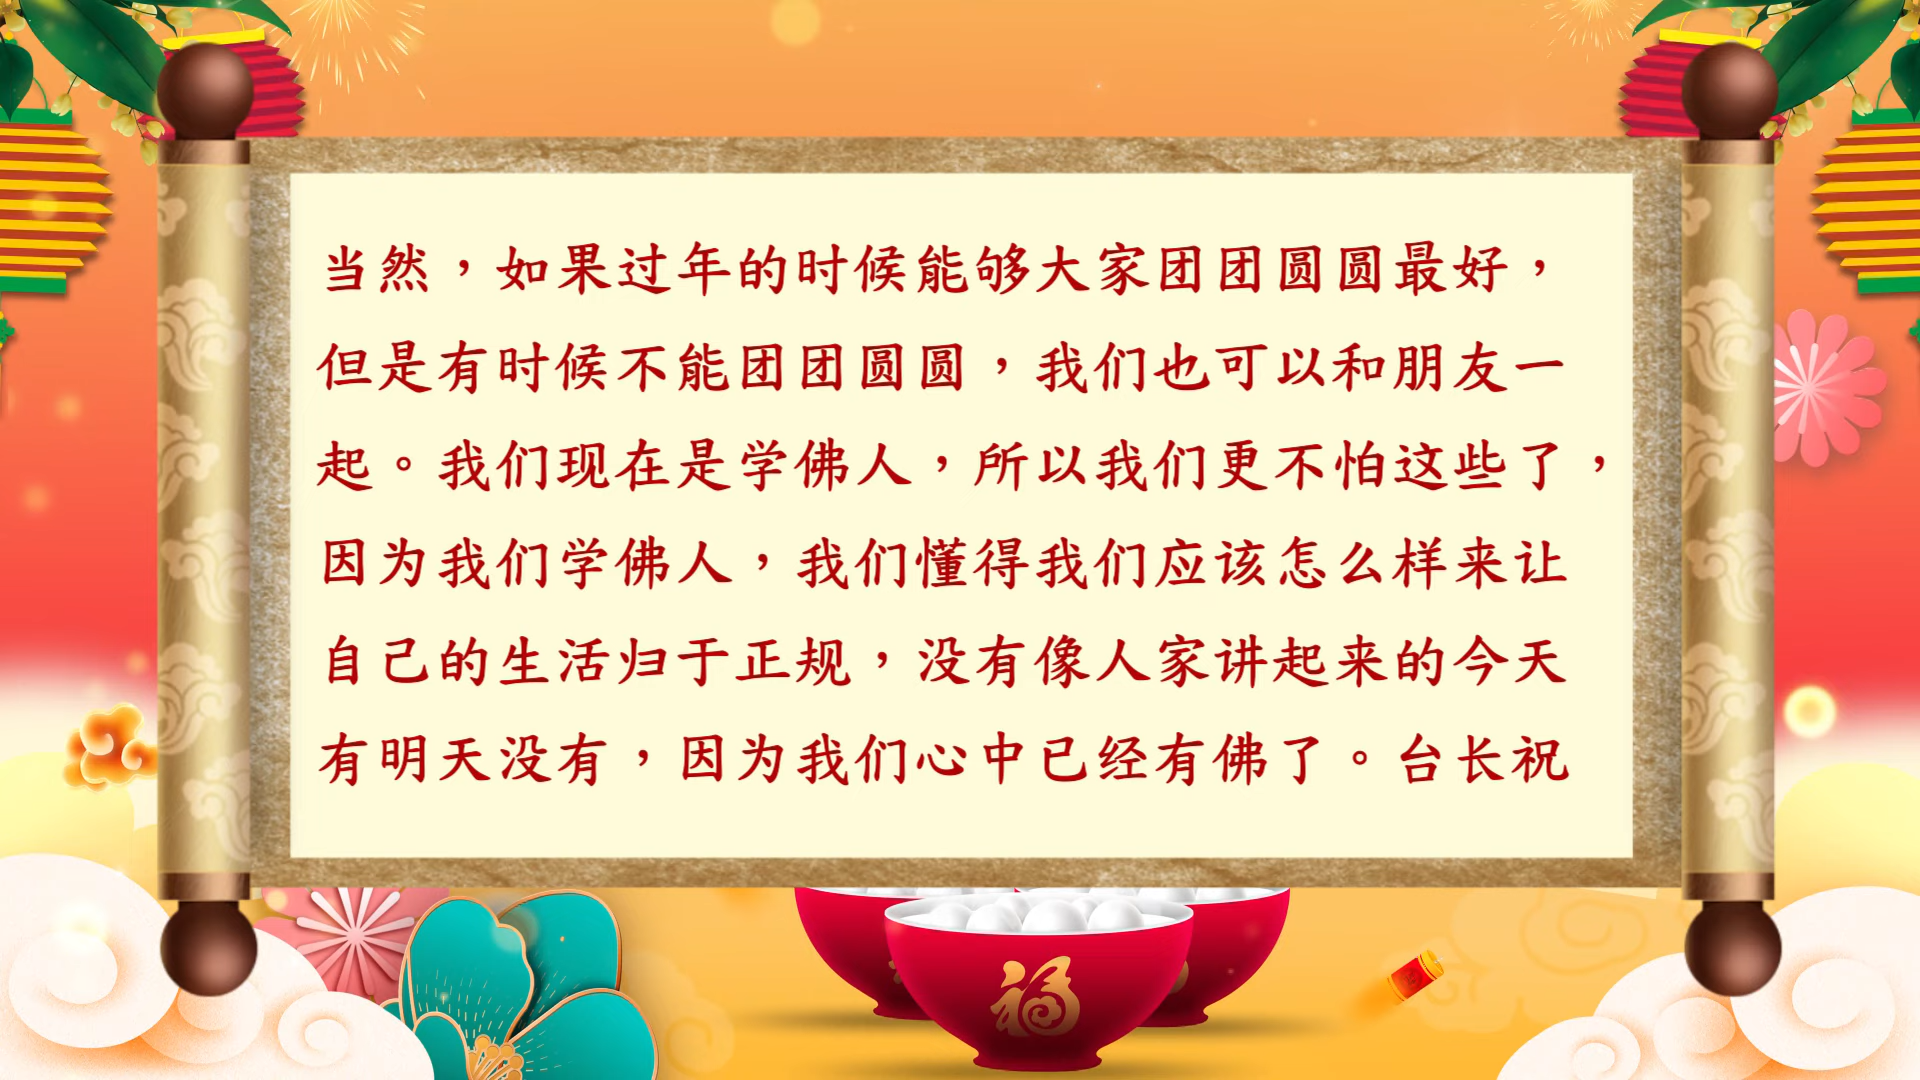 当然，如果过年的时候能够大家团团圆圆最好，
但是有时候不能团团圆圆，我们也可以和朋友一
起。我们现在是学佛人，所以我们更不怕这些了，
因为我们学佛人，我们懂得我们应该怎么样来让
自己的生活归于正规，没有像人家讲起来的今天
有明天没有，因为我们心中已经有佛了。台长祝
福